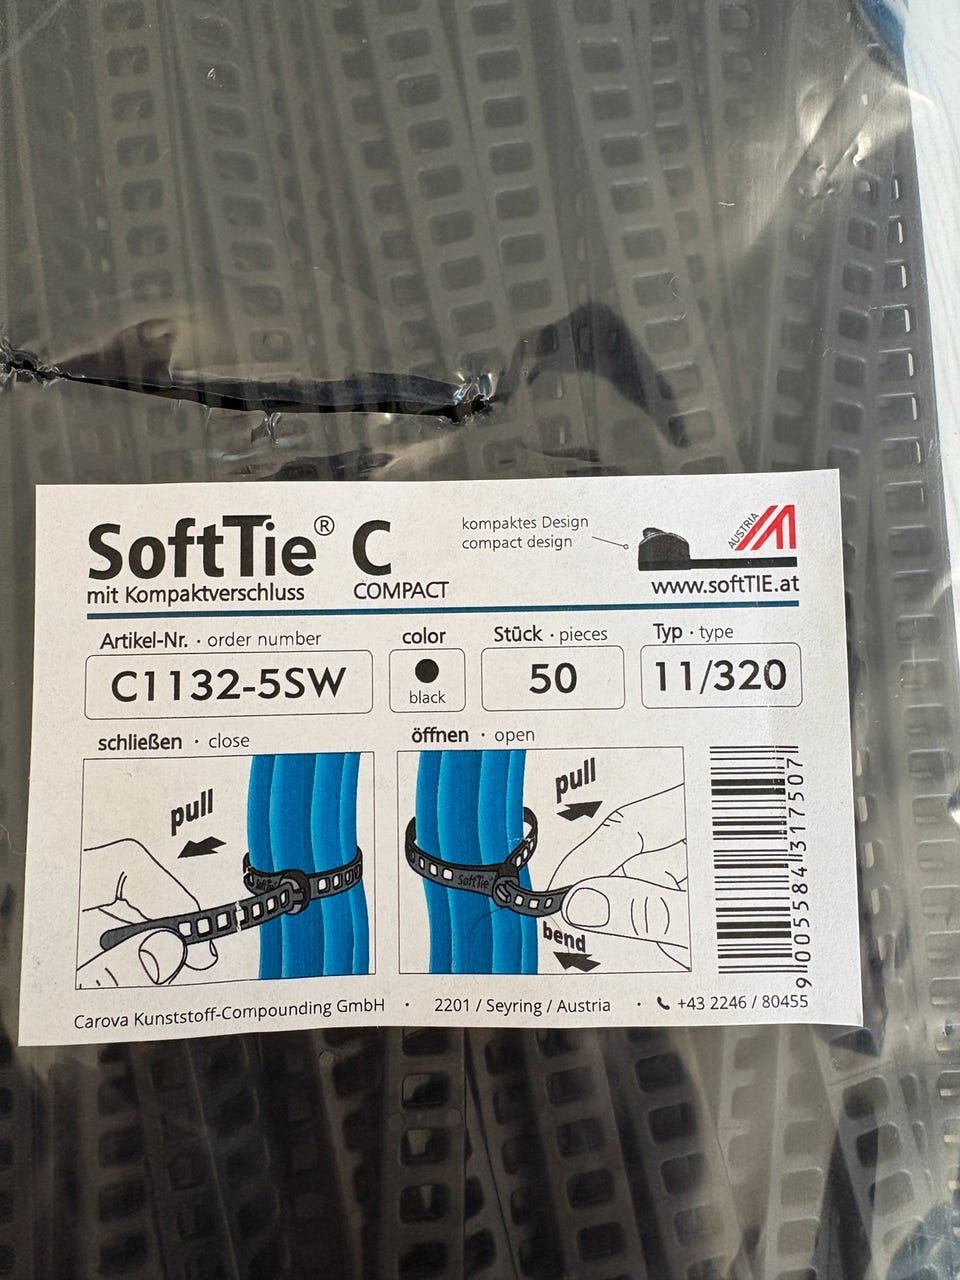 SoftTie® C
mit Kompaktverschluss COMPACT
kompaktes Design
compact design
AUSTRIA
www.softTIE.at
Artikel-Nr. · order number
C1132-5SW
color
black
Stück · pieces
50
Typ · type
11/320
schließen · close
pull
SoftTie
öffnen · open
pull
SoftTie
bend
9 005584 317507
Carova Kunststoff-Compounding GmbH · 2201 / Seyring / Austria · +43 2246 / 80455